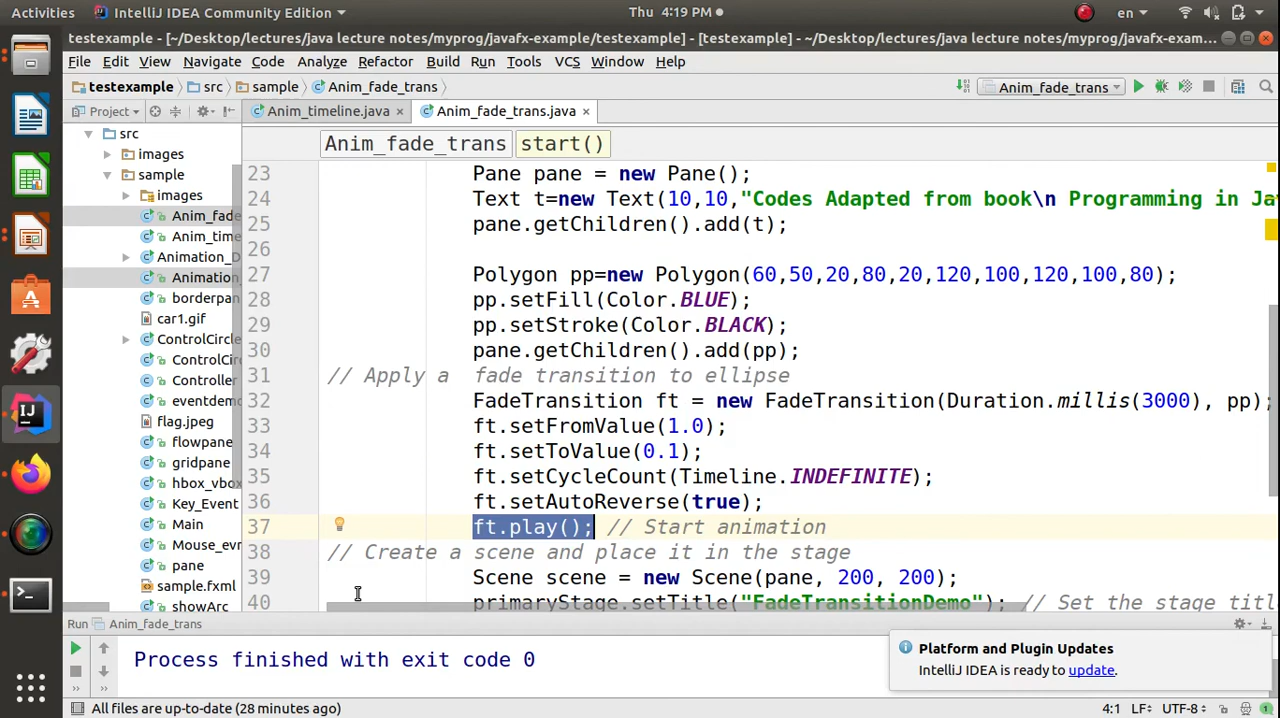 Activities IntelliJ IDEA Community Edition Thu 4:19 PM en
testexample - [~/Desktop/lectures/java lecture notes/myprog/javafx-example/testexample] - [testexample] - ~/Desktop/lectures/java lecture notes/myprog/javafx-exam...
File Edit View Navigate Code Analyze Refactor Build Run Tools VCS Window Help
testexample src sample Anim_fade_trans Anim_fade_trans
Project Anim_timeline.java Anim_fade_trans.java
src
images
sample
images
Anim_fade
Anim_time
Animation_D
Animation
borderpan
car1.gif
ControlCircle
ControlCir
Controller
eventdemo
flag.jpeg
flowpane
gridpane
hbox_vbox
Key_Event
Main
Mouse_evn
pane
sample.fxml
showArc
Anim_fade_trans start()
23 Pane pane = new Pane();
24 Text t=new Text(10,10,"Codes Adapted from book\n Programming in Ja
25 pane.getChildren().add(t);
26
27 Polygon pp=new Polygon(60,50,20,80,20,120,100,120,100,80);
28 pp.setFill(Color.BLUE);
29 pp.setStroke(Color.BLACK);
30 pane.getChildren().add(pp);
31 // Apply a  fade transition to ellipse
32 FadeTransition ft = new FadeTransition(Duration.millis(3000), pp);
33 ft.setFromValue(1.0);
34 ft.setToValue(0.1);
35 ft.setCycleCount(Timeline.INDEFINITE);
36 ft.setAutoReverse(true);
37 ft.play(); // Start animation
38 // Create a scene and place it in the stage
39 Scene scene = new Scene(pane, 200, 200);
40 primaryStage.setTitle("FadeTransitionDemo"); // Set the stage titl
Run Anim_fade_trans
Process finished with exit code 0
Platform and Plugin Updates
IntelliJ IDEA is ready to update.
All files are up-to-date (28 minutes ago) 4:1 LF÷ UTF-8÷